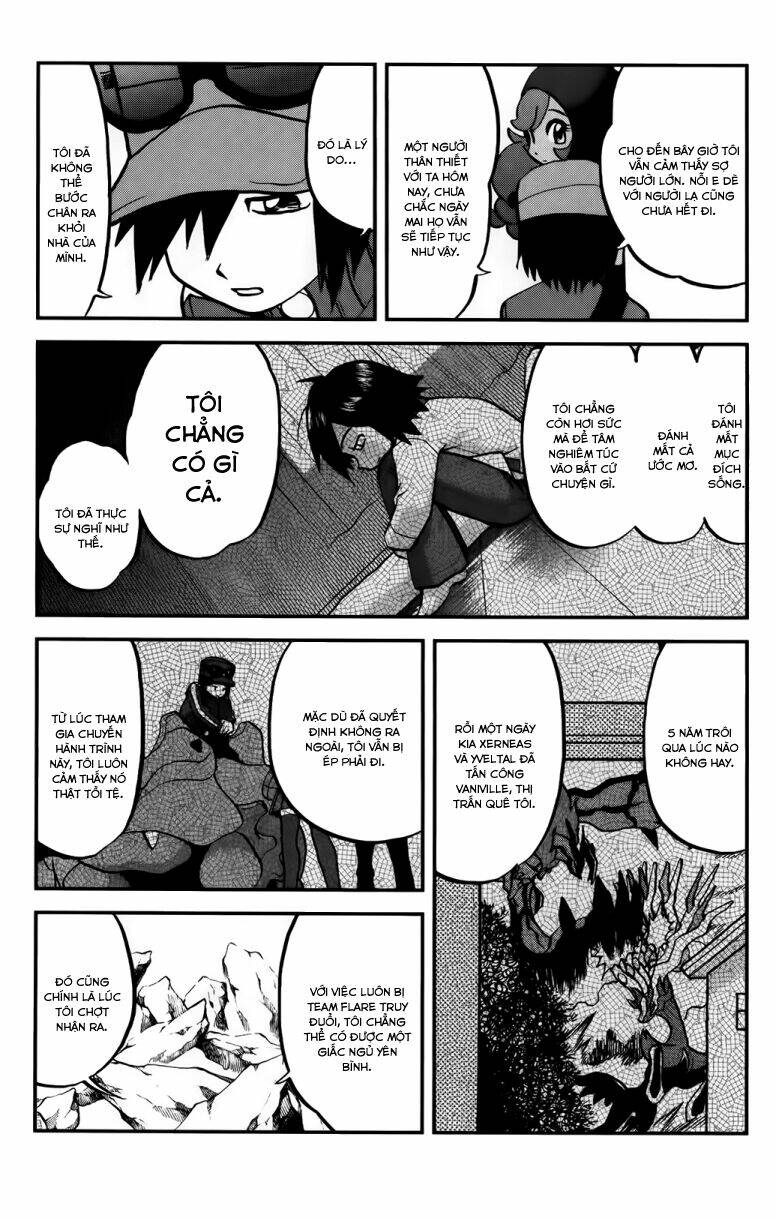 CHO ĐẾN BÂY GIỜ TÔI
VẪN CẢM THẤY SỢ
NGƯỜI LỚN. NỖI E DÈ
VỚI NGƯỜI LẠ CŨNG
CHƯA HẾT ĐI.
MỘT NGƯỜI
THÂN THIẾT
VỚI TA HÔM
NAY, CHƯA
CHẮC NGÀY
MAI HỌ VẪN
SẼ TIẾP TỤC
NHƯ VẬY.
ĐÓ LÀ LÝ
DO...
TÔI ĐÃ
KHÔNG
THỂ
BƯỚC
CHÂN RA
KHỎI
NHÀ CỦA
MÌNH.
TÔI
ĐÁNH
MẤT
MỤC
ĐÍCH
SỐNG.
ĐÁNH
MẤT CẢ
ƯỚC MƠ.
TÔI CHẲNG
CÒN HƠI SỨC
MÀ ĐỂ TÂM
NGHIÊM TÚC
VÀO BẤT CỨ
CHUYỆN GÌ.
TÔI
CHẲNG
CÓ GÌ
CẢ.
TÔI ĐÃ THỰC
SỰ NGHĨ NHƯ
THẾ.
5 NĂM TRÔI
QUA LÚC NÀO
KHÔNG HAY.
RỒI MỘT NGÀY
KIA XERNEAS
VÀ YVELTAL ĐÃ
TẤN CÔNG
VANIVILLE, THỊ
TRẤN QUÊ TÔI.
MẶC DÙ ĐÃ QUYẾT
ĐỊNH KHÔNG RA
NGOÀI, TÔI VẪN BỊ
ÉP PHẢI ĐI.
TỪ LÚC THAM
GIA CHUYẾN
HÀNH TRÌNH
NÀY, TÔI LUÔN
CẢM THẤY NÓ
THẬT TỒI TỆ.
VỚI VIỆC LUÔN BỊ
TEAM FLARE TRUY
ĐUỔI, TÔI CHẲNG
THỂ CÓ ĐƯỢC MỘT
GIẤC NGỦ YÊN
BÌNH.
ĐÓ CŨNG
CHÍNH LÀ LÚC
TÔI CHỢT
NHẬN RA.